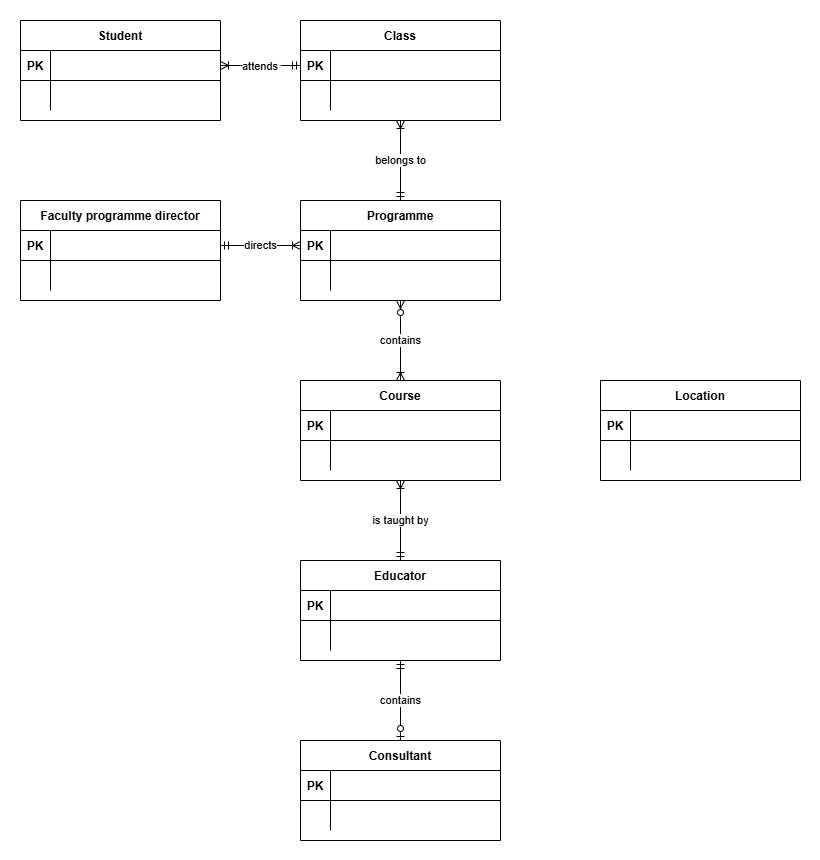 Student
Class
PK
attends
PK
belongs to
Faculty programme director
Programme
PK
directs
PK
contains
Course
Location
PK
PK
is taught by
Educator
PK
contains
Consultant
PK